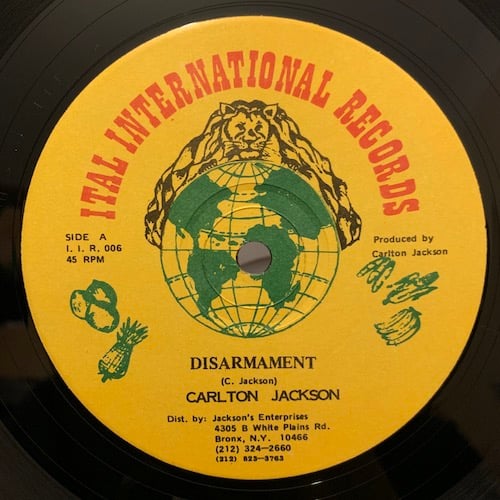 ITAL INTERNATIONAL RECORDS
SIDE A
I. I. R. 006
45 RPM
Produced by
Carlton Jackson
DISARMAMENT
(C. Jackson)
CARLTON JACKSON
Dist. by: Jackson's Enterprises
4305 B White Plains Rd.
Bronx, N.Y. 10466
(212) 324-2660
(212) 823-3763